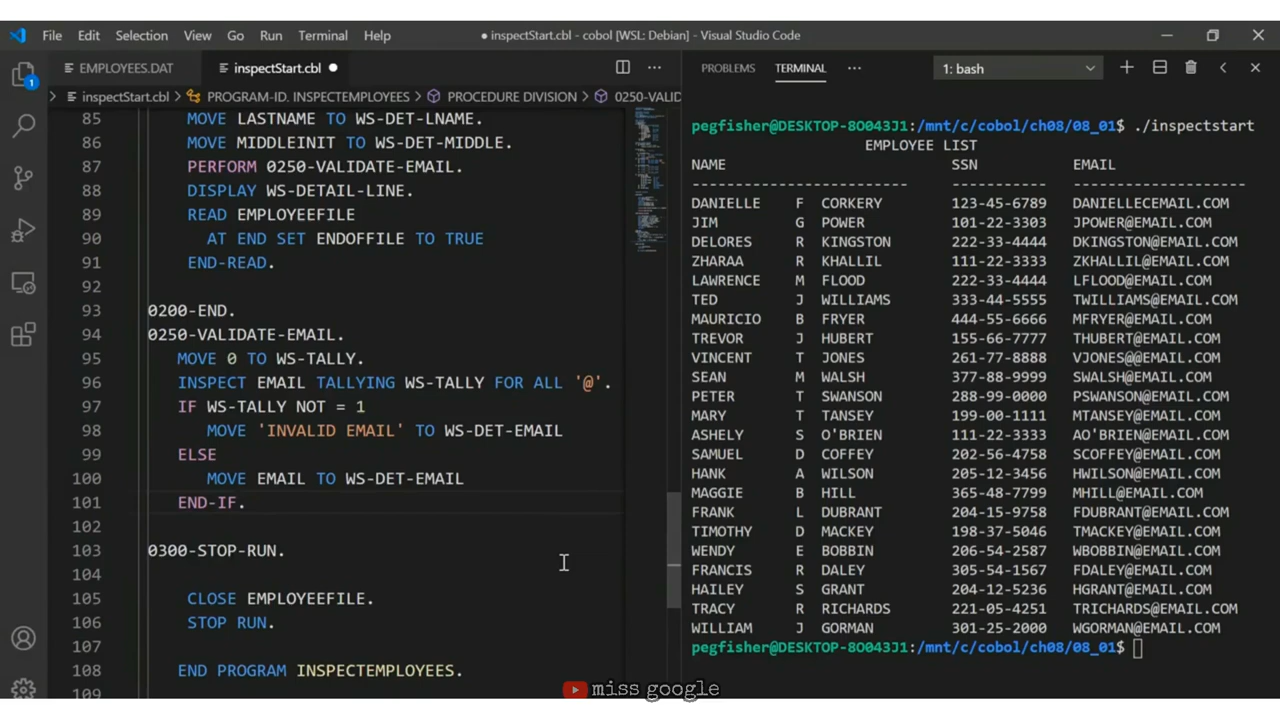 File Edit Selection View Go Run Terminal Help
● inspectStart.cbl - cobol [WSL: Debian] - Visual Studio Code
1
EMPLOYEES.DAT
inspectStart.cbl ●
inspectStart.cbl > PROGRAM-ID. INSPECTEMPLOYEES > PROCEDURE DIVISION > 0250-VALID
85 MOVE LASTNAME TO WS-DET-LNAME.
86 MOVE MIDDLEINIT TO WS-DET-MIDDLE.
87 PERFORM 0250-VALIDATE-EMAIL.
88 DISPLAY WS-DETAIL-LINE.
89 READ EMPLOYEEFILE
90 AT END SET ENDOFFILE TO TRUE
91 END-READ.
92
93 0200-END.
94 0250-VALIDATE-EMAIL.
95 MOVE 0 TO WS-TALLY.
96 INSPECT EMAIL TALLYING WS-TALLY FOR ALL '@'.
97 IF WS-TALLY NOT = 1
98 MOVE 'INVALID EMAIL' TO WS-DET-EMAIL
99 ELSE
100 MOVE EMAIL TO WS-DET-EMAIL
101 END-IF.
102
103 0300-STOP-RUN.
104
105 CLOSE EMPLOYEEFILE.
106 STOP RUN.
107
108 END PROGRAM INSPECTEMPLOYEES.
109
PROBLEMS TERMINAL ··· 1: bash
pegfisher@DESKTOP-8O043J1:/mnt/c/cobol/ch08/08_01$ ./inspectstart
EMPLOYEE LIST
NAME SSN EMAIL
-------------------------- ----------- ---------------------
DANIELLE F CORKERY 123-45-6789 DANIELLECEMAIL.COM
JIM G POWER 101-22-3303 JPOWER@EMAIL.COM
DELORES R KINGSTON 222-33-4444 DKINGSTON@EMAIL.COM
ZHARAA R KHALLIL 111-22-3333 ZKHALLIL@EMAIL.COM
LAWRENCE M FLOOD 222-33-4444 LFLOOD@EMAIL.COM
TED J WILLIAMS 333-44-5555 TWILLIAMS@EMAIL.COM
MAURICIO B FRYER 444-55-6666 MFRYER@EMAIL.COM
TREVOR J HUBERT 155-66-7777 THUBERT@EMAIL.COM
VINCENT T JONES 261-77-8888 VJONES@@EMAIL.COM
SEAN M WALSH 377-88-9999 SWALSH@EMAIL.COM
PETER T SWANSON 288-99-0000 PSWANSON@EMAIL.COM
MARY T TANSEY 199-00-1111 MTANSEY@EMAIL.COM
ASHELY S O'BRIEN 111-22-3333 AO'BRIEN@EMAIL.COM
SAMUEL D COFFEY 202-56-4758 SCOFFEY@EMAIL.COM
HANK A WILSON 205-12-3456 HWILSON@EMAIL.COM
MAGGIE B HILL 365-48-7799 MHILL@EMAIL.COM
FRANK L DUBRANT 204-15-9758 FDUBRANT@EMAIL.COM
TIMOTHY D MACKEY 198-37-5046 TMACKEY@EMAIL.COM
WENDY E BOBBIN 206-54-2587 WBOBBIN@EMAIL.COM
FRANCIS R DALEY 305-54-1567 FDALEY@EMAIL.COM
HAILEY S GRANT 204-12-5236 HGRANT@EMAIL.COM
TRACY R RICHARDS 221-05-4251 TRICHARDS@EMAIL.COM
WILLIAM J GORMAN 301-25-2000 WGORMAN@EMAIL.COM
pegfisher@DESKTOP-8O043J1:/mnt/c/cobol/ch08/08_01$
miss google